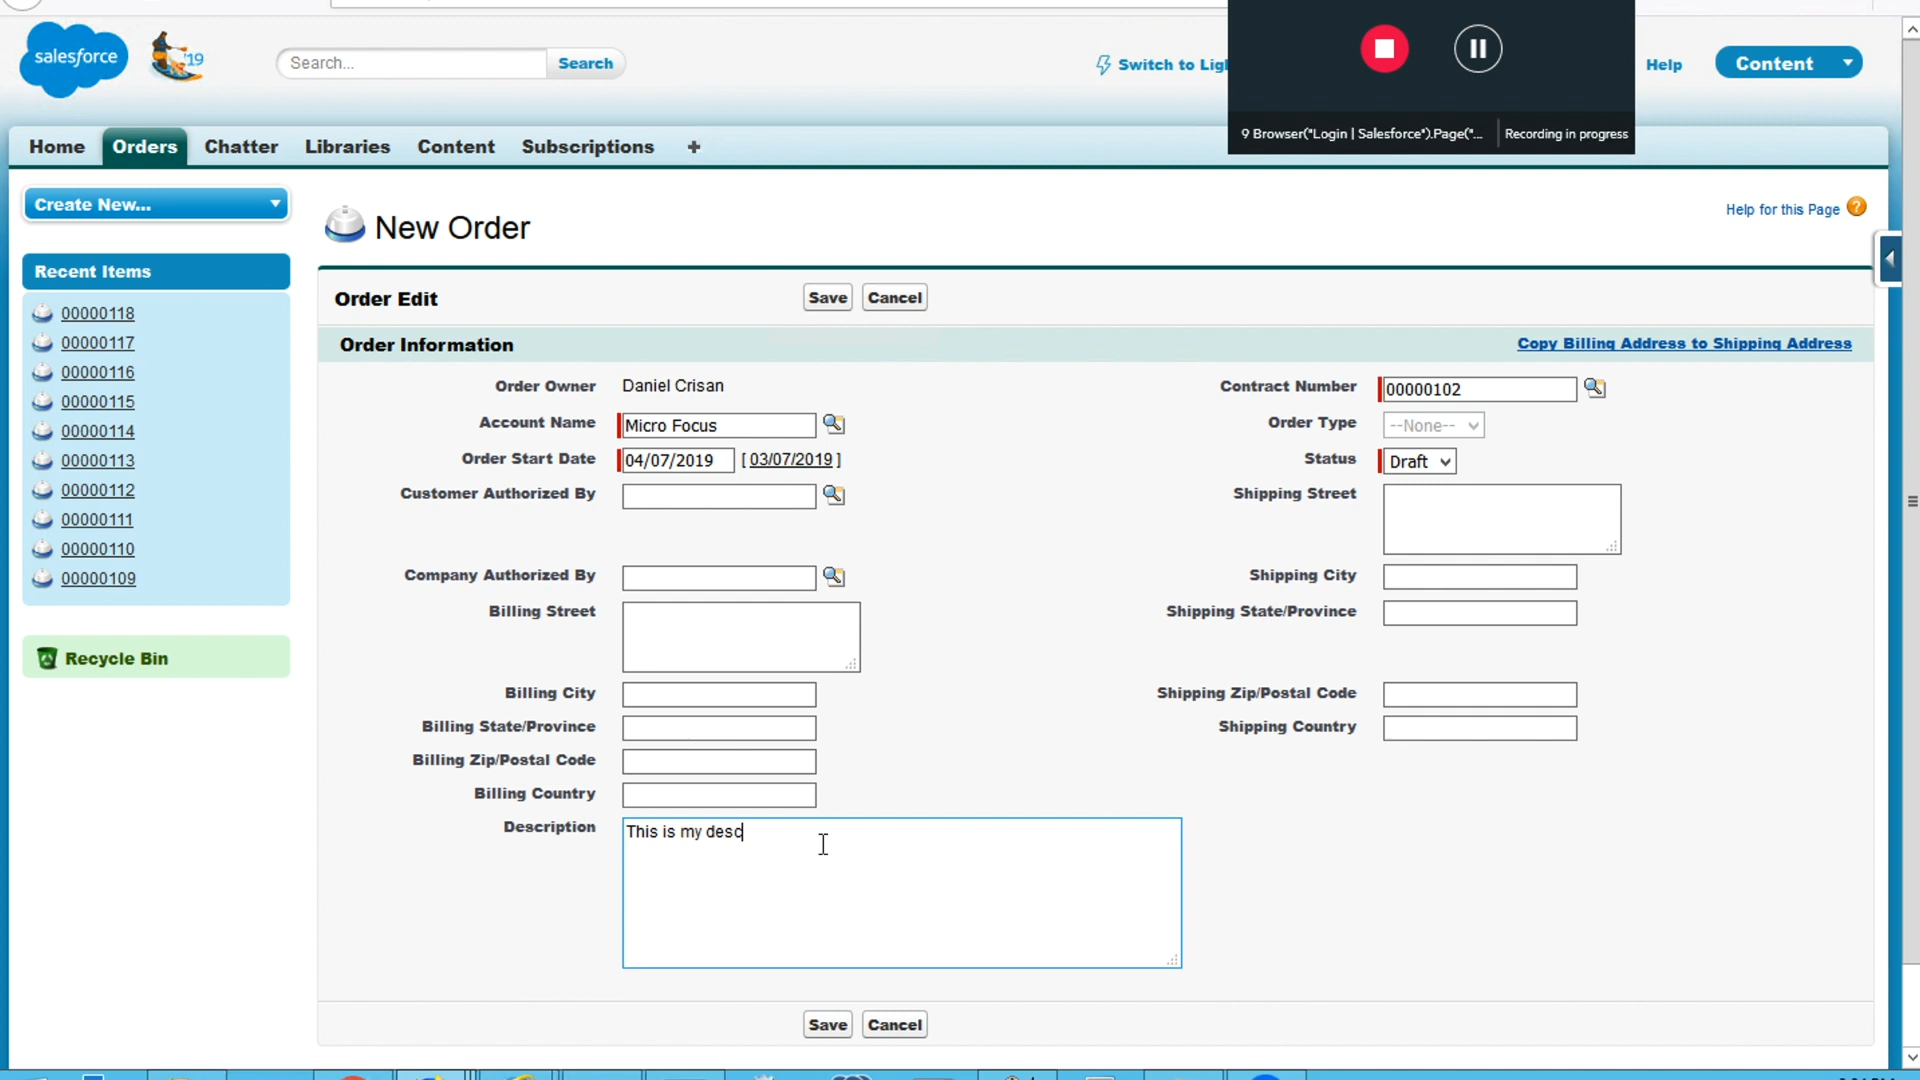 salesforce
'19
Search...
Search
Switch to Ligh
Help
Content
9 Browser("Login | Salesforce").Page("...
Recording in progress
Home
Orders
Chatter
Libraries
Content
Subscriptions
+
Create New...
Recent Items
00000118
00000117
00000116
00000115
00000114
00000113
00000112
00000111
00000110
00000109
Recycle Bin
New Order
Help for this Page ?
Order Edit
Save
Cancel
Order Information
Copy Billing Address to Shipping Address
Order Owner Daniel Crisan
Contract Number 00000102
Account Name Micro Focus
Order Type --None--
Order Start Date 04/07/2019 [ 03/07/2019 ]
Status Draft
Customer Authorized By
Shipping Street
Company Authorized By
Shipping City
Billing Street
Shipping State/Province
Billing City
Shipping Zip/Postal Code
Billing State/Province
Shipping Country
Billing Zip/Postal Code
Billing Country
Description This is my desc
Save
Cancel